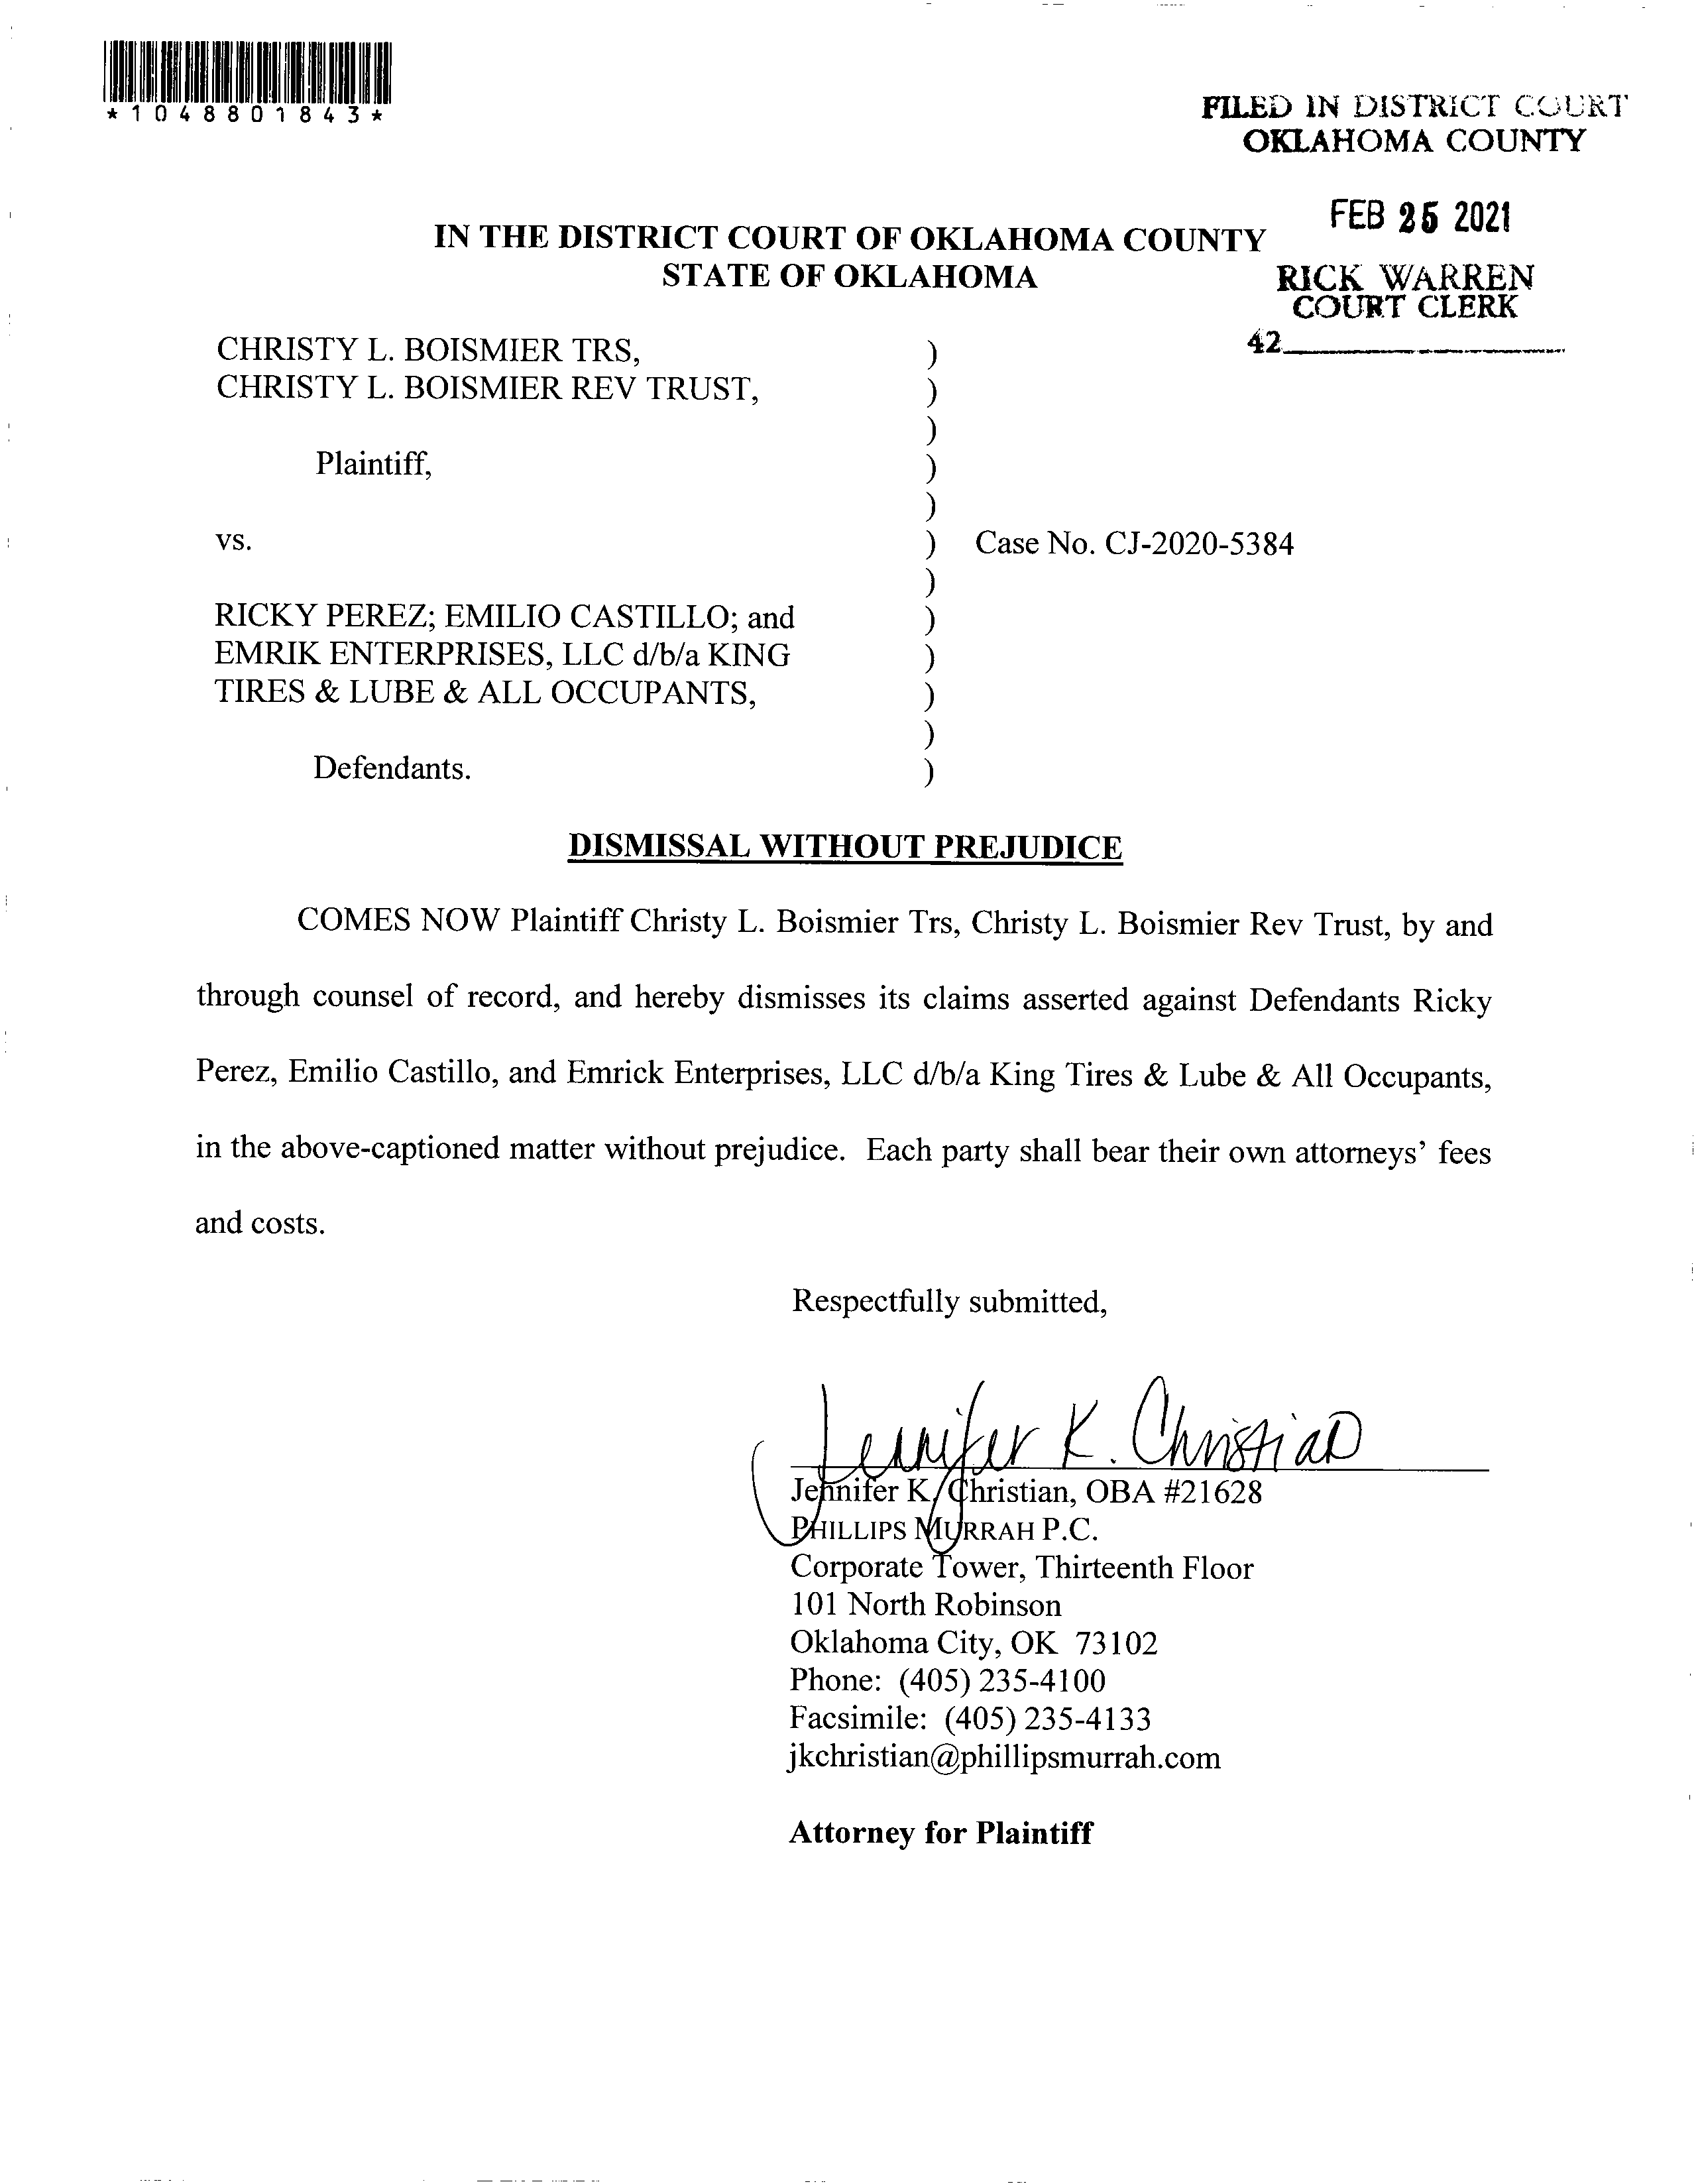 *1048801843*
FILED IN DISTRICT COURT
OKLAHOMA COUNTY
FEB 25 2021
RICK WARREN
COURT CLERK
42
IN THE DISTRICT COURT OF OKLAHOMA COUNTY
STATE OF OKLAHOMA
CHRISTY L. BOISMIER TRS, )
CHRISTY L. BOISMIER REV TRUST, )
)
Plaintiff, )
)
vs. ) Case No. CJ-2020-5384
)
RICKY PEREZ; EMILIO CASTILLO; and )
EMRIK ENTERPRISES, LLC d/b/a KING )
TIRES & LUBE & ALL OCCUPANTS, )
)
Defendants. )
DISMISSAL WITHOUT PREJUDICE
COMES NOW Plaintiff Christy L. Boismier Trs, Christy L. Boismier Rev Trust, by and
through counsel of record, and hereby dismisses its claims asserted against Defendants Ricky
Perez, Emilio Castillo, and Emrick Enterprises, LLC d/b/a King Tires & Lube & All Occupants,
in the above-captioned matter without prejudice. Each party shall bear their own attorneys' fees
and costs.
Respectfully submitted,
Jennifer K. Christian
Jennifer K. Christian, OBA #21628
PHILLIPS MURRAH P.C.
Corporate Tower, Thirteenth Floor
101 North Robinson
Oklahoma City, OK 73102
Phone: (405) 235-4100
Facsimile: (405) 235-4133
jkchristian@phillipsmurrah.com
Attorney for Plaintiff